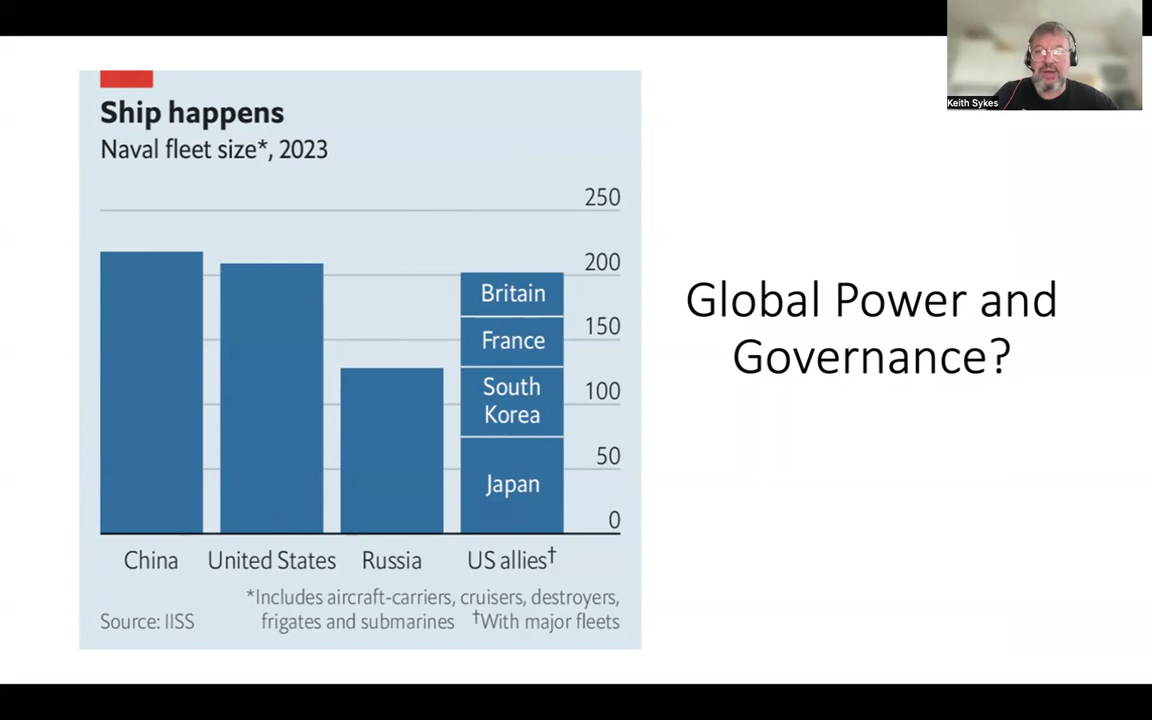 Ship happens
Naval fleet size*, 2023
250
200
150
100
50
0
Britain
France
South
Korea
Japan
China
United States
Russia
US allies†
*Includes aircraft-carriers, cruisers, destroyers,
frigates and submarines †With major fleets
Source: IISS
Global Power and
Governance?
Keith Sykes